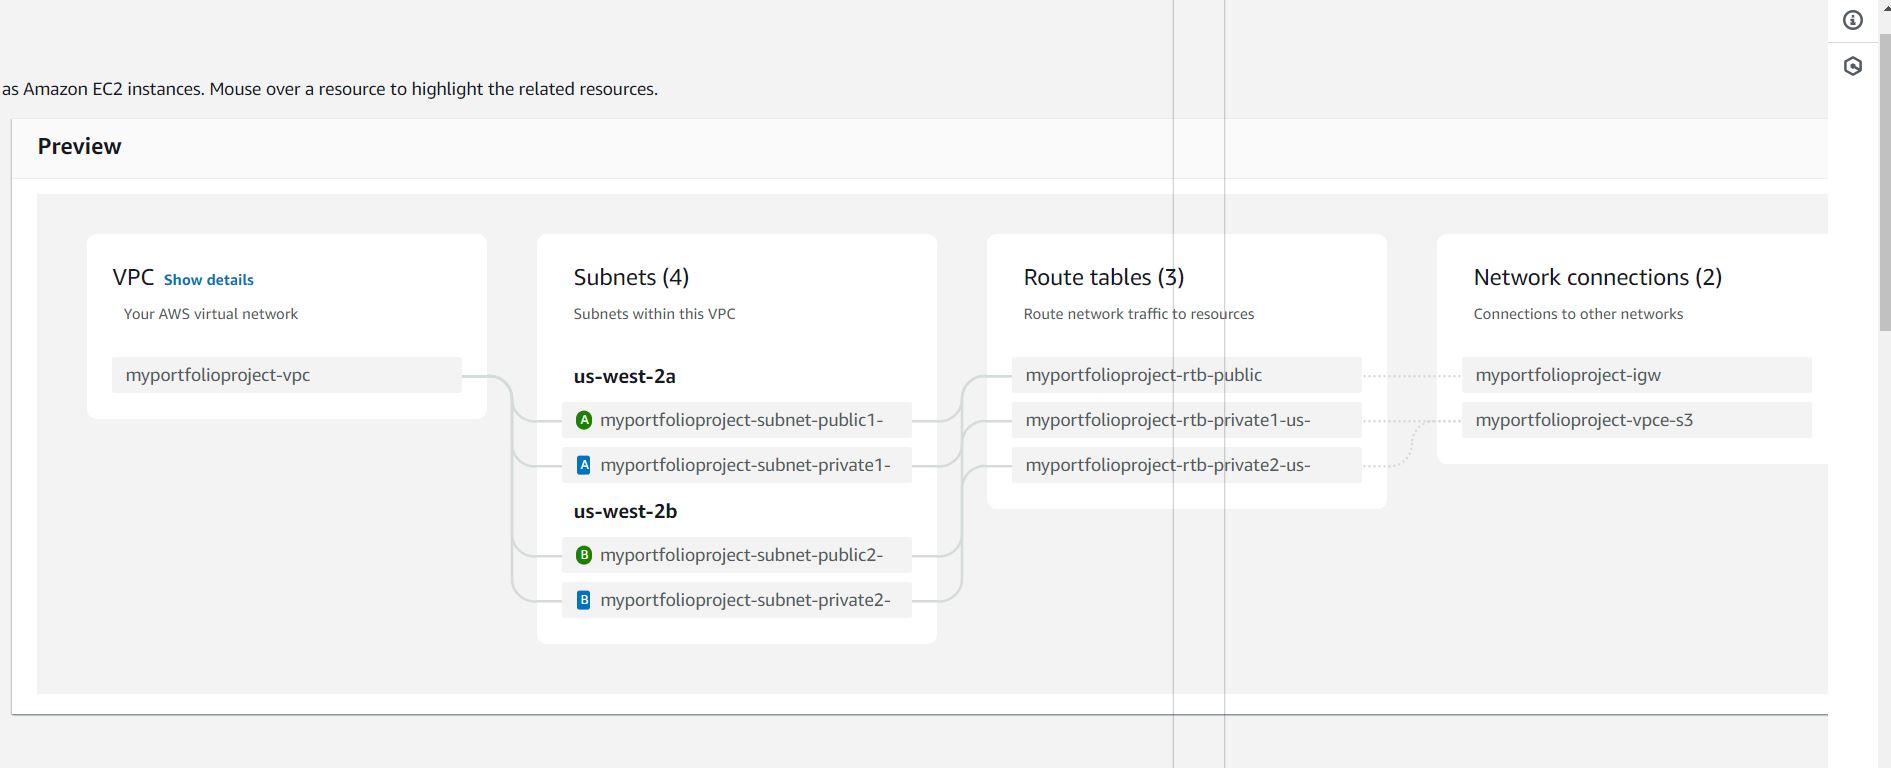 as Amazon EC2 instances. Mouse over a resource to highlight the related resources.
Preview
VPC Show details
Your AWS virtual network
myportfolioproject-vpc
Subnets (4)
Subnets within this VPC
us-west-2a
A myportfolioproject-subnet-public1-
A myportfolioproject-subnet-private1-
us-west-2b
B myportfolioproject-subnet-public2-
B myportfolioproject-subnet-private2-
Route tables (3)
Route network traffic to resources
myportfolioproject-rtb-public
myportfolioproject-rtb-private1-us-
myportfolioproject-rtb-private2-us-
Network connections (2)
Connections to other networks
myportfolioproject-igw
myportfolioproject-vpce-s3